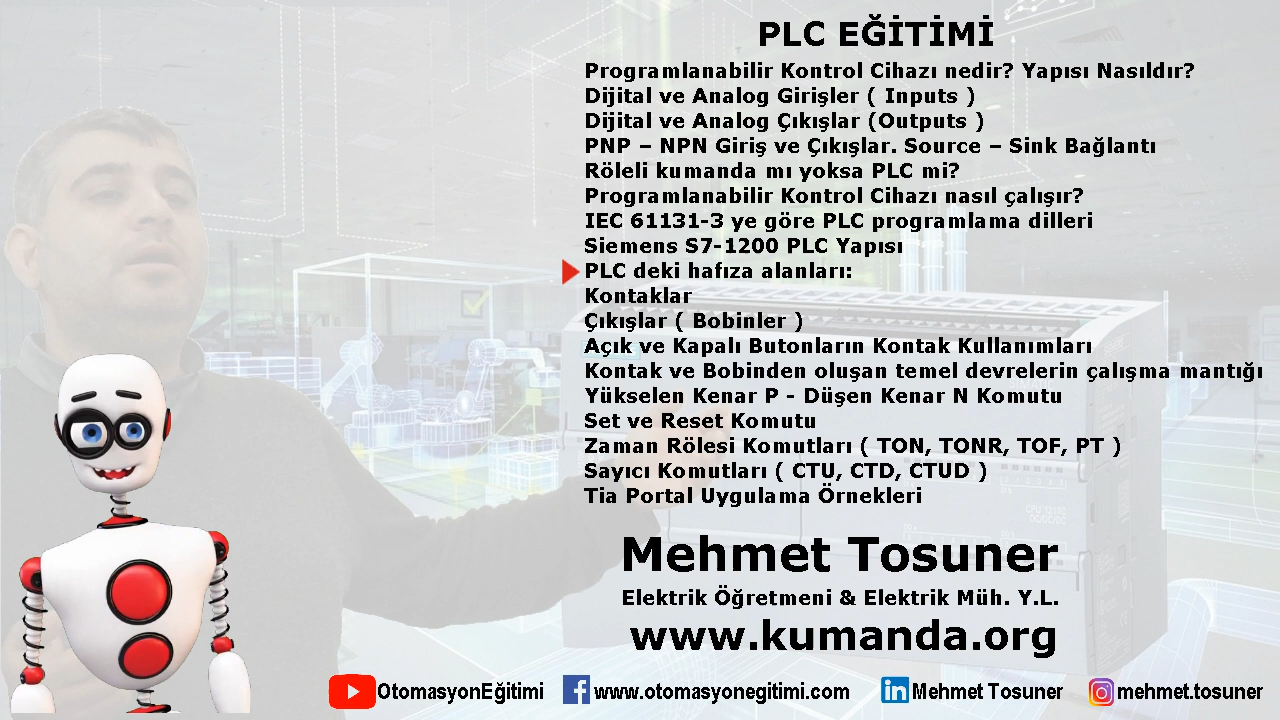 PLC EĞİTİMİ
Programlanabilir Kontrol Cihazı nedir? Yapısı Nasıldır?
Dijital ve Analog Girişler ( Inputs )
Dijital ve Analog Çıkışlar (Outputs )
PNP – NPN Giriş ve Çıkışlar. Source – Sink Bağlantı
Röleli kumanda mı yoksa PLC mi?
Programlanabilir Kontrol Cihazı nasıl çalışır?
IEC 61131-3 ye göre PLC programlama dilleri
Siemens S7-1200 PLC Yapısı
PLC deki hafıza alanları:
Kontaklar
Çıkışlar ( Bobinler )
Açık ve Kapalı Butonların Kontak Kullanımları
Kontak ve Bobinden oluşan temel devrelerin çalışma mantığı
Yükselen Kenar P - Düşen Kenar N Komutu
Set ve Reset Komutu
Zaman Rölesi Komutları ( TON, TONR, TOF, PT )
Sayıcı Komutları ( CTU, CTD, CTUD )
Tia Portal Uygulama Örnekleri
Mehmet Tosuner
Elektrik Öğretmeni & Elektrik Müh. Y.L.
www.kumanda.org
OtomasyonEğitimi www.otomasyonegitimi.com Mehmet Tosuner mehmet.tosuner